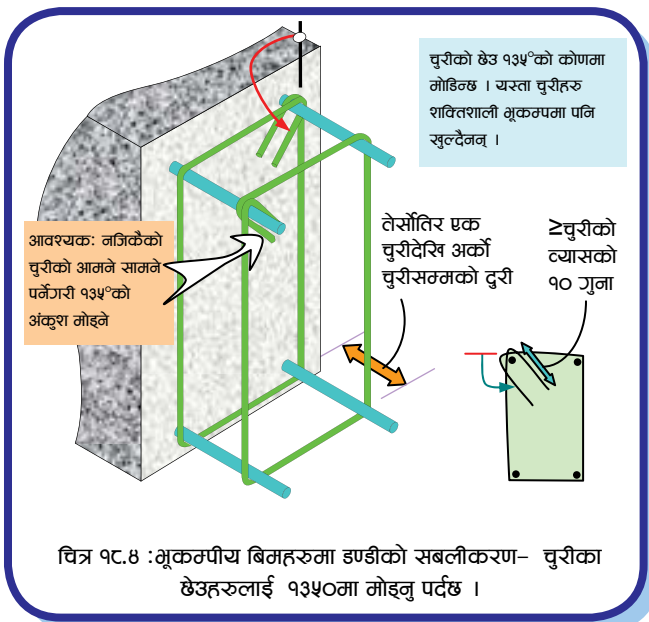 चुरीको छेउ १३५°को कोणमा
मोडिन्छ । यस्ता चुरीहरु
शक्तिशाली भूकम्पमा पनि
खुल्दैनन् ।
आवश्यकः नजिकैको
चुरीको आमने सामने
पर्नेगरी १३५°को
अंकुश मोड्ने
तेर्सोतिर एक
चुरीदेखि अर्को
चुरीसम्मको दुरी
≥चुरीको
व्यासको
१० गुना
चित्र १८.४ :भूकम्पीय बिमहरुमा डण्डीको सबलीकरण– चुरीका
छेउहरुलाई १३५०मा मोड्नु पर्दछ ।